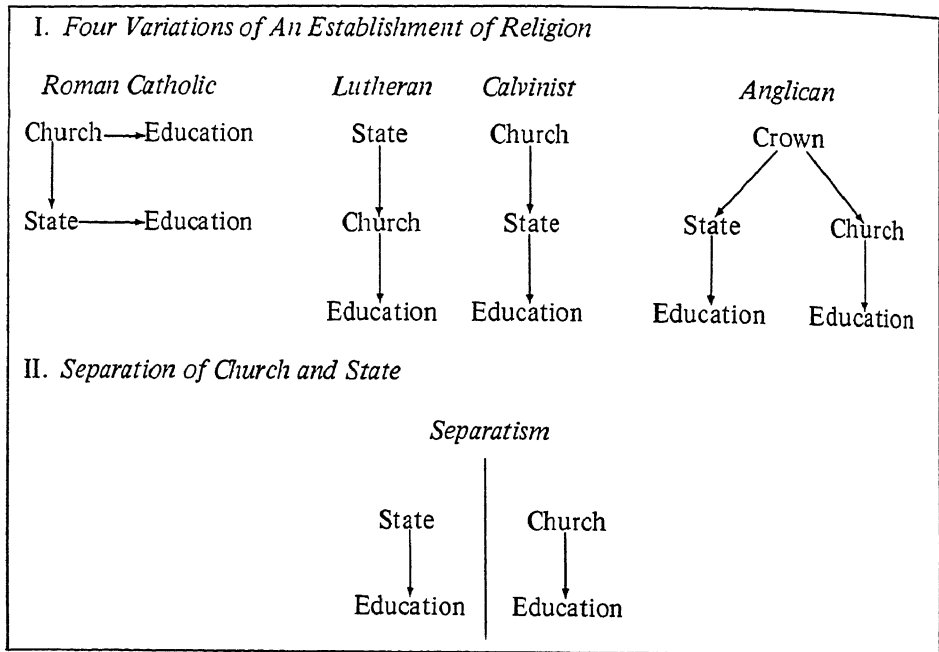 I. Four Variations of An Establishment of Religion
Roman Catholic Lutheran Calvinist Anglican
Church Education State Church Crown
State Education Church State State Church
Education Education Education Education
II. Separation of Church and State
Separatism
State Church
Education Education